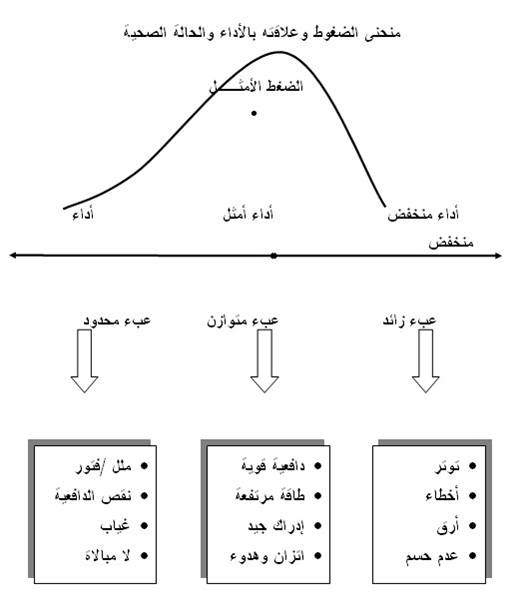 منحنى الضغوط وعلاقته بالأداء والحالة الصحية
الضغط الأمثـــل
أداء منخفض
أداء أمثل
أداء
منخفض
عبء زائد
عبء متوازن
عبء محدود
• توتر
• أخطاء
• أرق
• عدم حسم
• دافعية قوية
• طاقة مرتفعة
• إدراك جيد
• اتزان وهدوء
• ملل /فتور
• نقص الدافعية
• غياب
• لا مبالاة